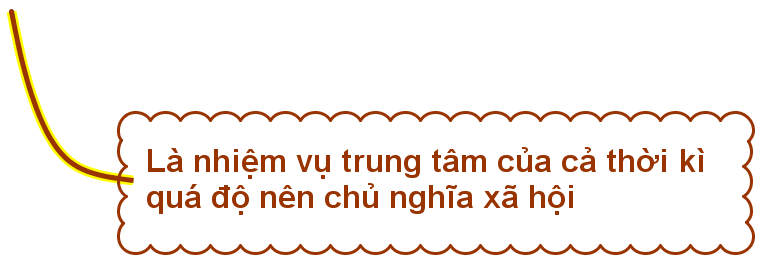 Là nhiệm vụ trung tâm của cả thời kì
quá độ nên chủ nghĩa xã hội